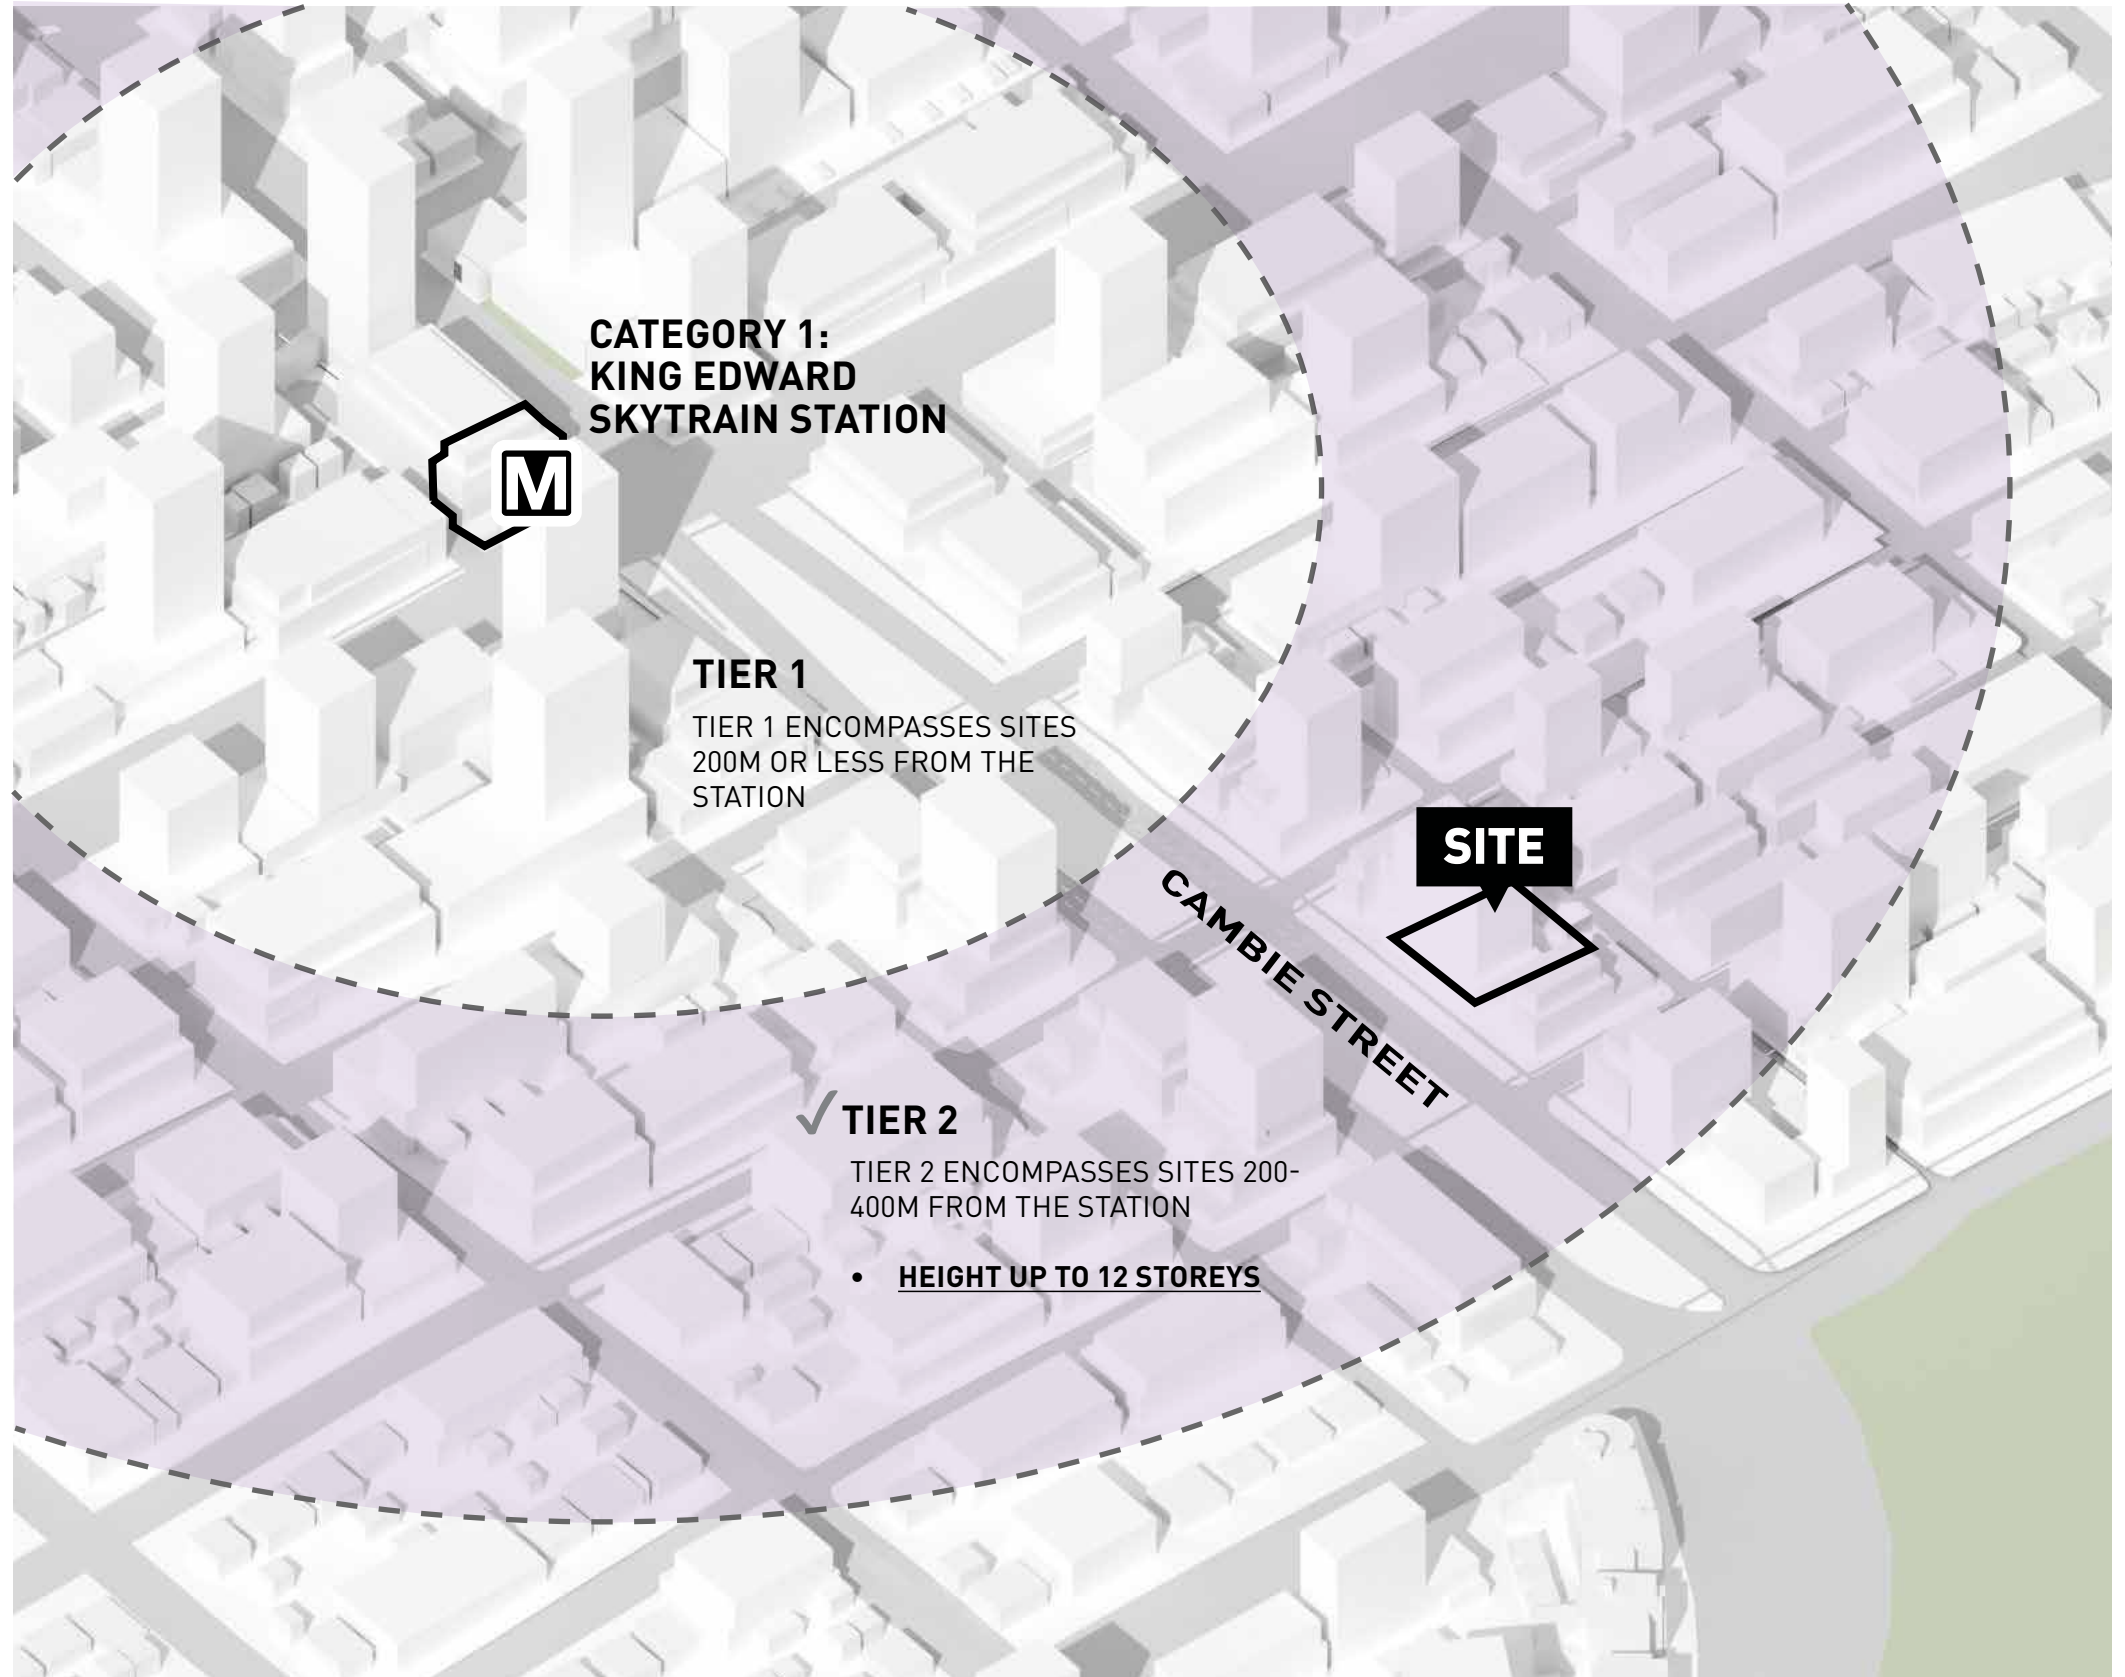 CATEGORY 1:
KING EDWARD
SKYTRAIN STATION
M
TIER 1
TIER 1 ENCOMPASSES SITES
200M OR LESS FROM THE
STATION
SITE
CAMBIE STREET
✓ TIER 2
TIER 2 ENCOMPASSES SITES 200-
400M FROM THE STATION
• HEIGHT UP TO 12 STOREYS